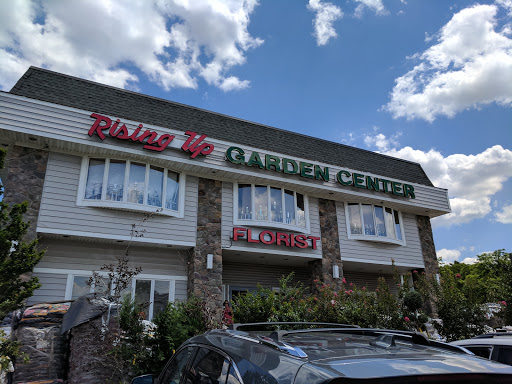 Rising Up GARDEN CENTER
FLORIST